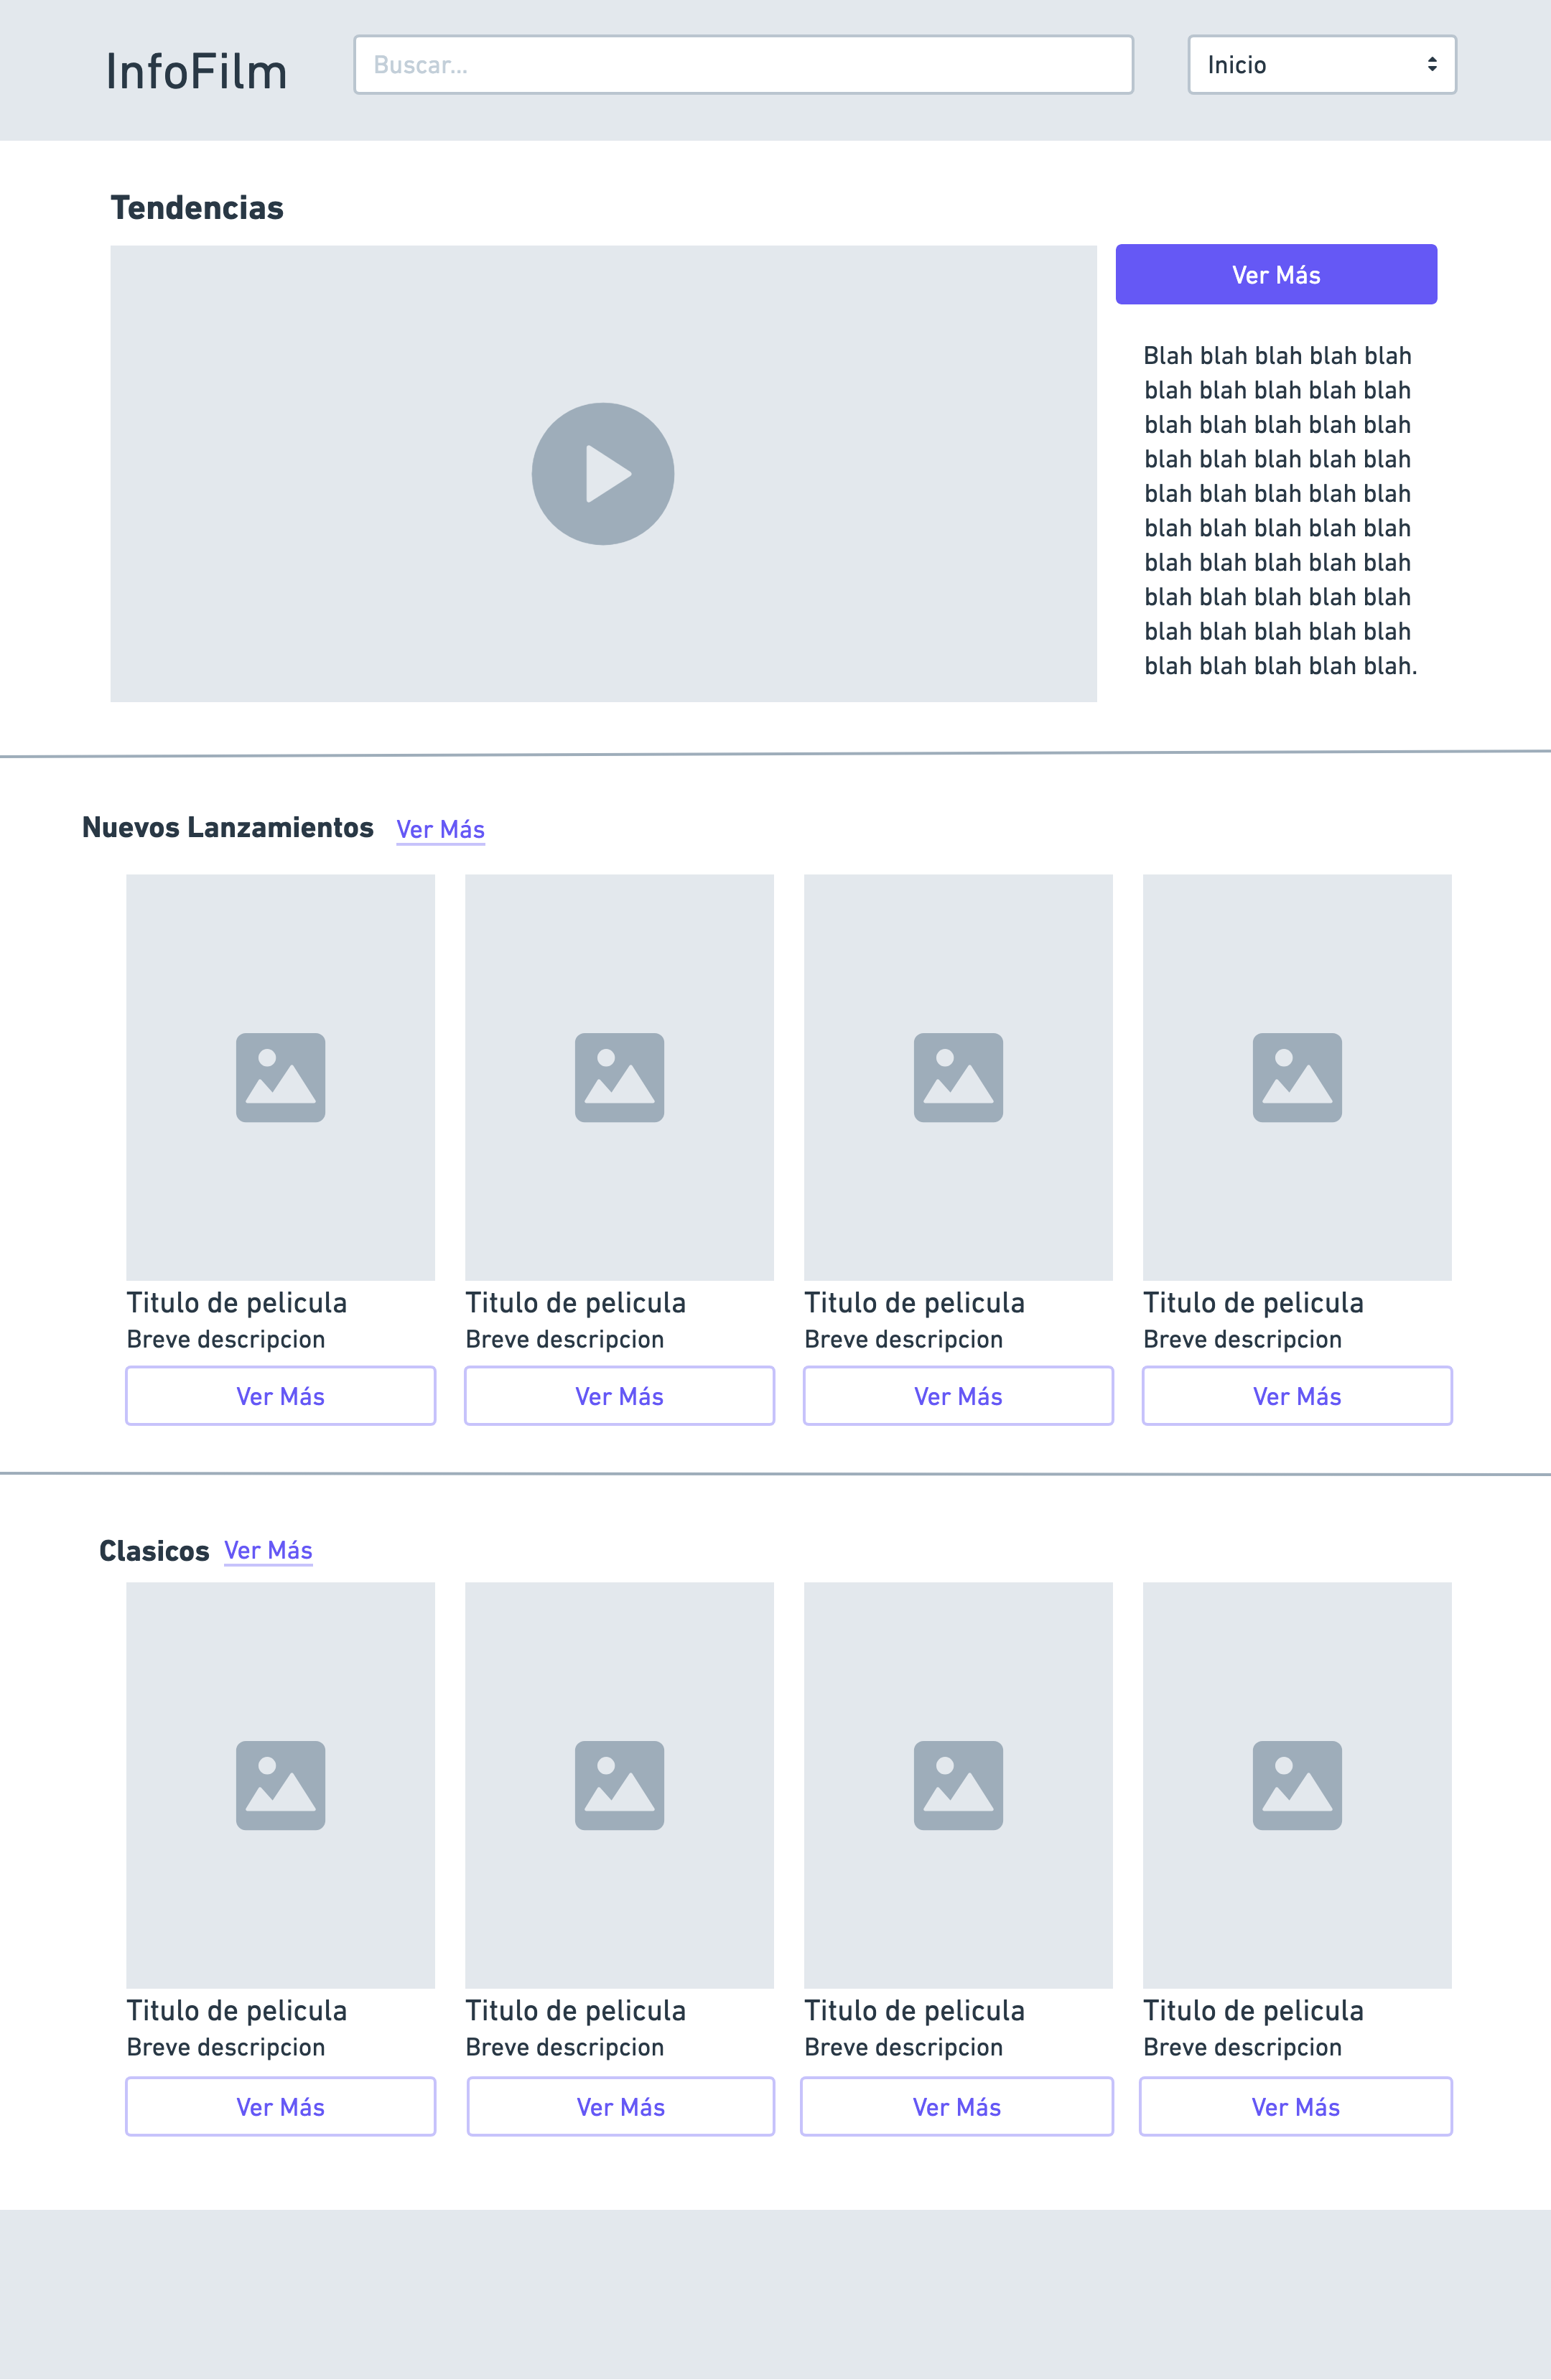 InfoFilm
Buscar...
Inicio
Tendencias
Ver Más
Blah blah blah blah blah
blah blah blah blah blah
blah blah blah blah blah
blah blah blah blah blah
blah blah blah blah blah
blah blah blah blah blah
blah blah blah blah blah
blah blah blah blah blah
blah blah blah blah blah
blah blah blah blah blah.
Nuevos Lanzamientos Ver Más
Titulo de pelicula Titulo de pelicula Titulo de pelicula Titulo de pelicula
Breve descripcion Breve descripcion Breve descripcion Breve descripcion
Ver Más Ver Más Ver Más Ver Más
Clasicos Ver Más
Titulo de pelicula Titulo de pelicula Titulo de pelicula Titulo de pelicula
Breve descripcion Breve descripcion Breve descripcion Breve descripcion
Ver Más Ver Más Ver Más Ver Más